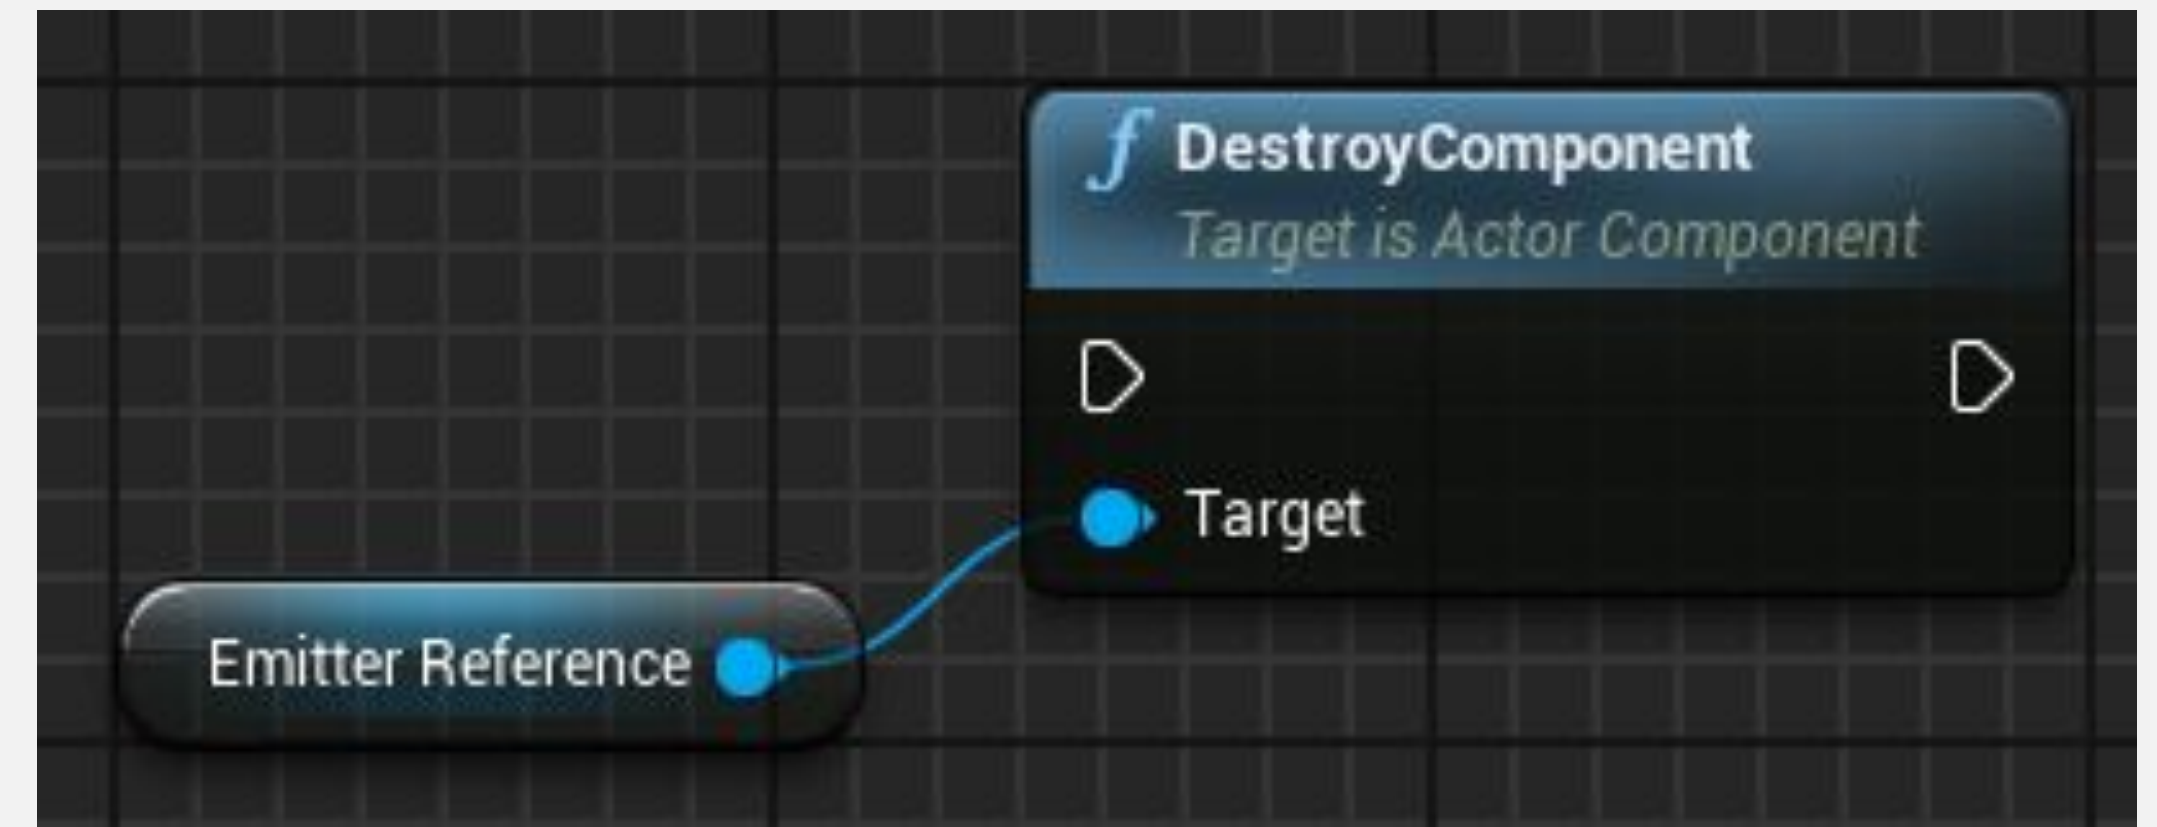 f DestroyComponent
Target is Actor Component
Target
Emitter Reference